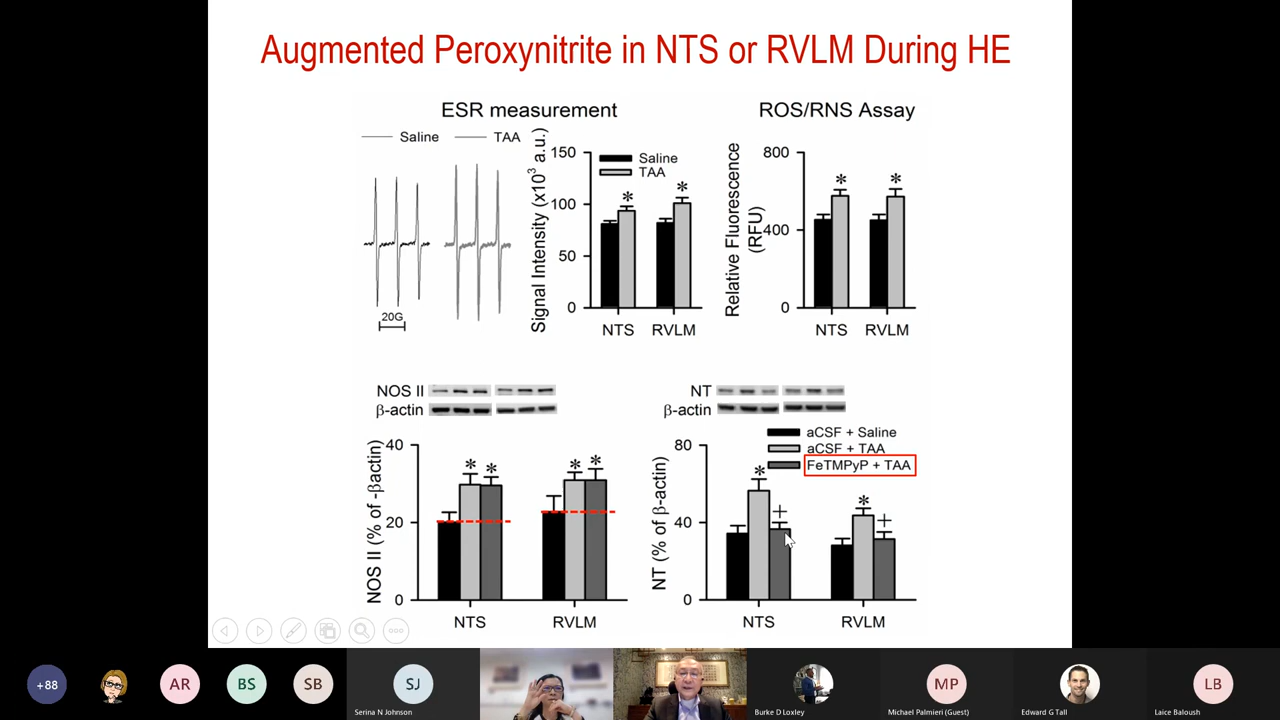 Augmented Peroxynitrite in NTS or RVLM During HE
ESR measurement
Saline
TAA
20G
Signal Intensity (x10³ a.u.)
150
100
50
0
Saline
TAA
*
*
NTS
RVLM
ROS/RNS Assay
Relative Fluorescence
(RFU)
800
400
0
*
*
NTS
RVLM
NOS II
β-actin
NOS II (% of -βactin)
40
20
0
*
*
*
*
NTS
RVLM
NT
β-actin
NT (% of β-actin)
80
40
0
aCSF + Saline
aCSF + TAA
FeTMPyP + TAA
*
+
*
+
NTS
RVLM
+88
AR
BS
SB
SJ
Serina N Johnson
Burke D Loxley
MP
Michael Palmieri (Guest)
Edward G Tall
LB
Laice Baloush